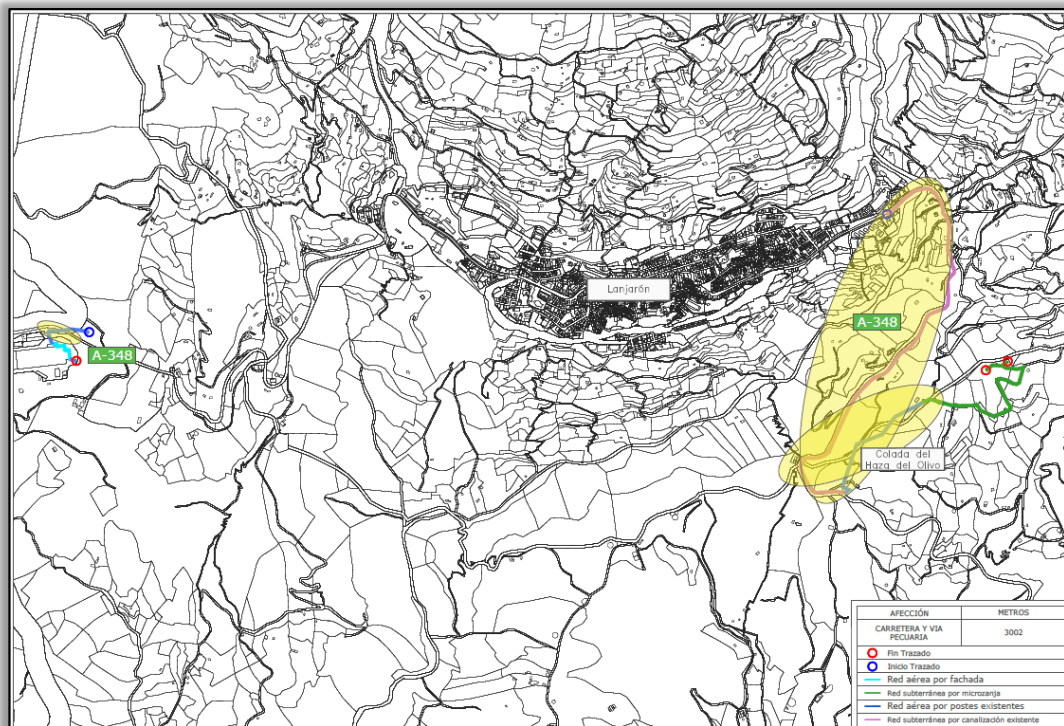 Lanjarón
A-348
A-348
Colada del
Haza del Olivo
AFECCIÓN METROS
CARRETERA Y VIA
PECUARIA
3002
Fin Trazado
Inicio Trazado
Red aérea por fachada
Red subterránea por microzanja
Red aérea por postes existentes
Red subterránea por canalización existente